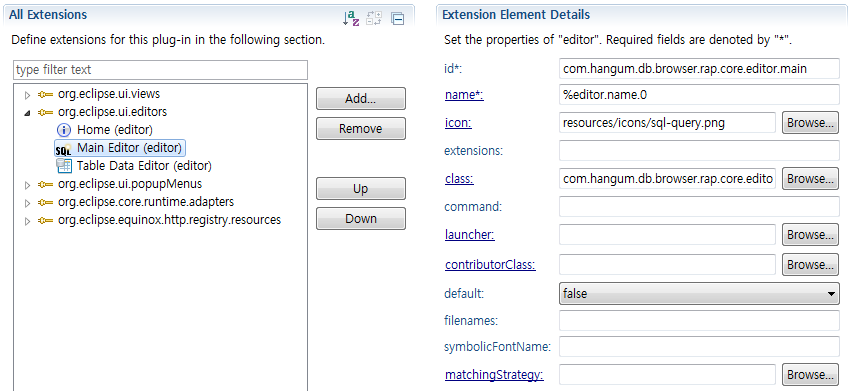 All Extensions
Define extensions for this plug-in in the following section.
type filter text
org.eclipse.ui.views
org.eclipse.ui.editors
Home (editor)
SQL Main Editor (editor)
Table Data Editor (editor)
org.eclipse.ui.popupMenus
org.eclipse.core.runtime.adapters
org.eclipse.equinox.http.registry.resources
Add...
Remove
Up
Down
Extension Element Details
Set the properties of "editor". Required fields are denoted by "*".
id*: com.hangum.db.browser.rap.core.editor.main
name*: %editor.name.0
icon: resources/icons/sql-query.png Browse...
extensions:
class: com.hangum.db.browser.rap.core.edito Browse...
command:
launcher: Browse...
contributorClass: Browse...
default: false
filenames:
symbolicFontName:
matchingStrategy: Browse...